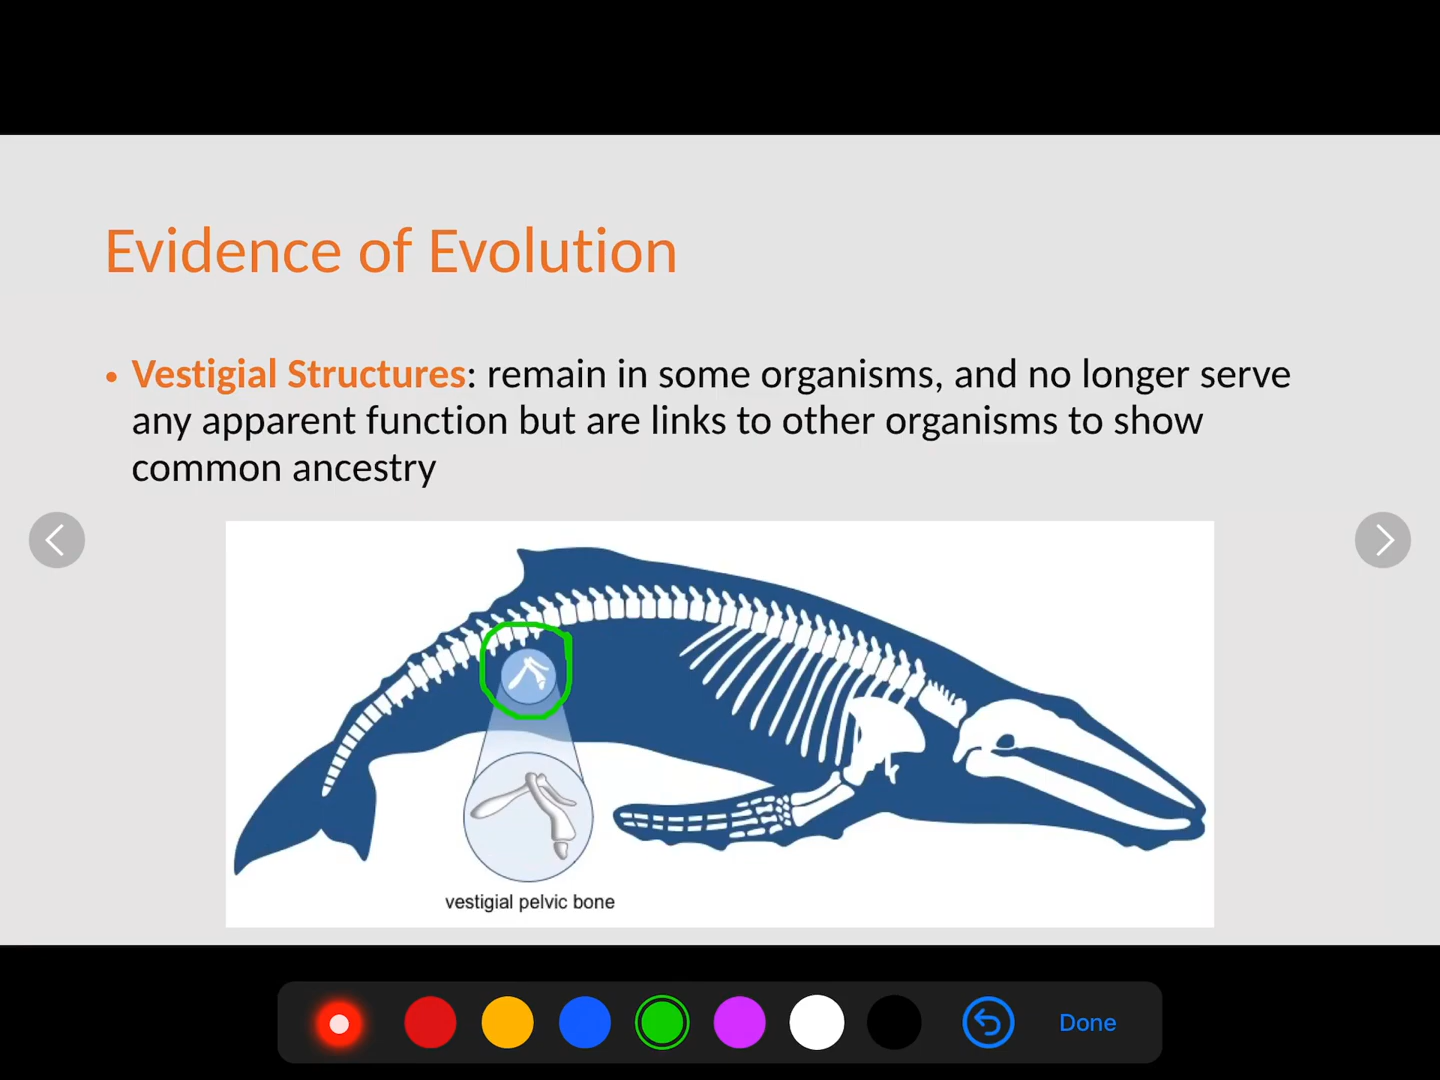 Evidence of Evolution
• Vestigial Structures: remain in some organisms, and no longer serve
any apparent function but are links to other organisms to show
common ancestry
vestigial pelvic bone
Done